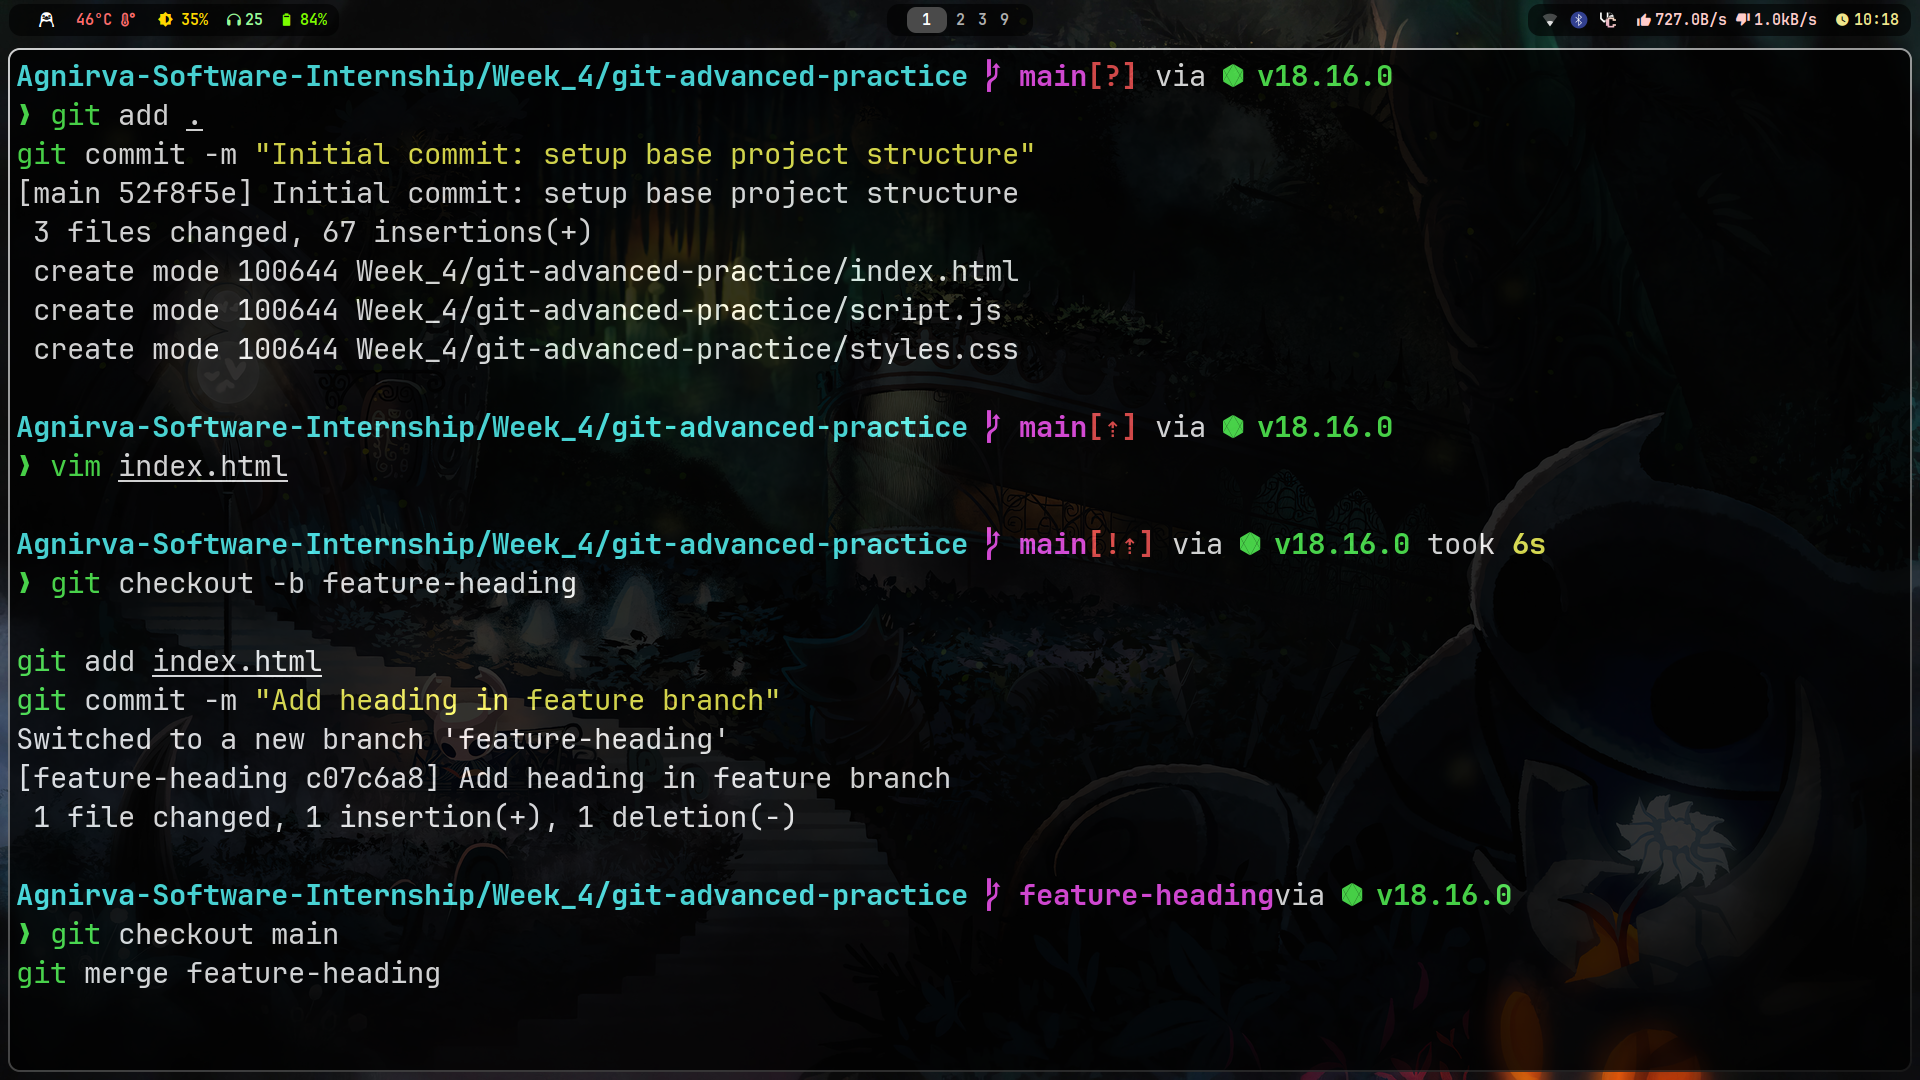 46°C 35% 25 84% 1 2 3 9 727.0B/s 1.0kB/s 10:18
Agnirva-Software-Internship/Week_4/git-advanced-practice main[?] via v18.16.0
❯ git add .
git commit -m "Initial commit: setup base project structure"
[main 52f8f5e] Initial commit: setup base project structure
3 files changed, 67 insertions(+)
create mode 100644 Week_4/git-advanced-practice/index.html
create mode 100644 Week_4/git-advanced-practice/script.js
create mode 100644 Week_4/git-advanced-practice/styles.css
Agnirva-Software-Internship/Week_4/git-advanced-practice main[⇡] via v18.16.0
❯ vim index.html
Agnirva-Software-Internship/Week_4/git-advanced-practice main[!⇡] via v18.16.0 took 6s
❯ git checkout -b feature-heading
git add index.html
git commit -m "Add heading in feature branch"
Switched to a new branch 'feature-heading'
[feature-heading c07c6a8] Add heading in feature branch
1 file changed, 1 insertion(+), 1 deletion(-)
Agnirva-Software-Internship/Week_4/git-advanced-practice feature-headingvia v18.16.0
❯ git checkout main
git merge feature-heading